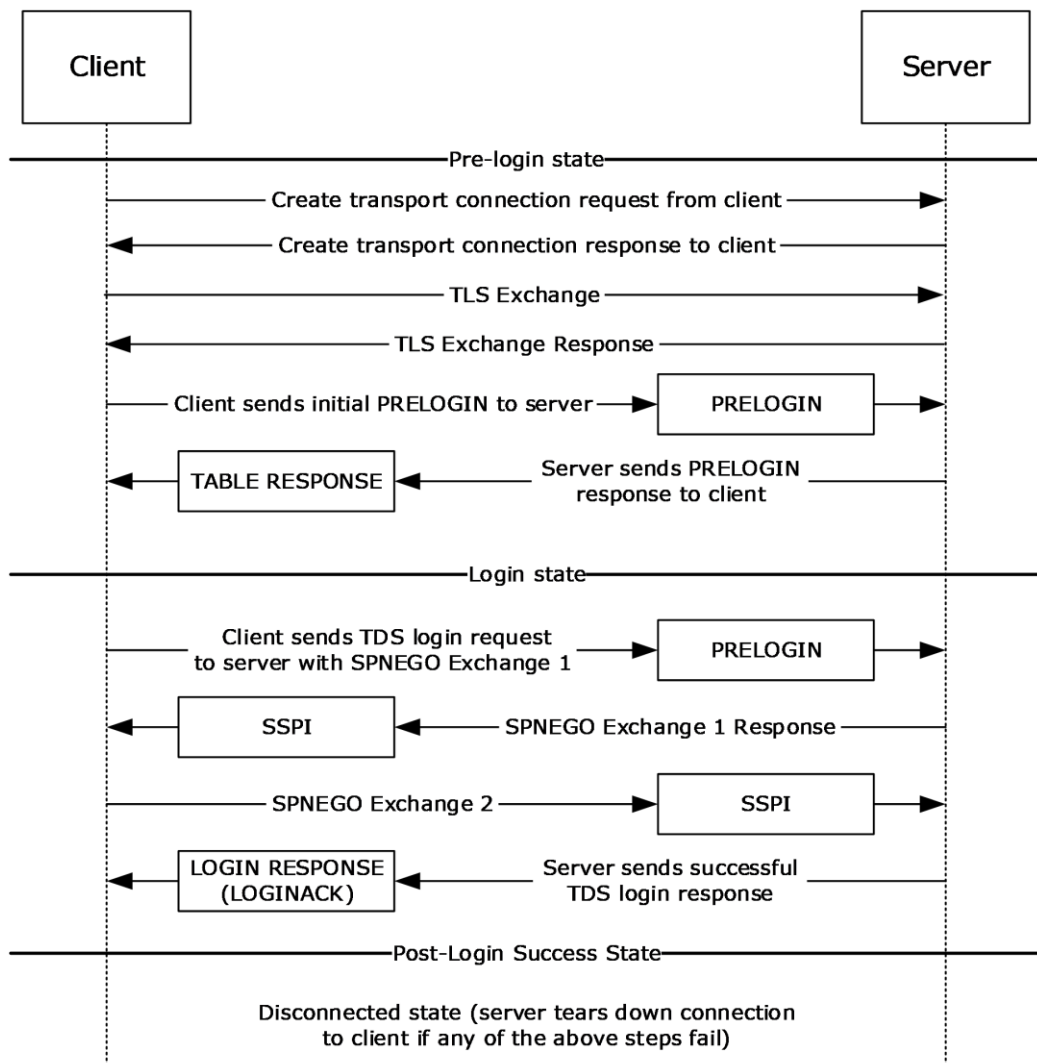 Client
Server
Pre-login state
Create transport connection request from client
Create transport connection response to client
TLS Exchange
TLS Exchange Response
Client sends initial PRELOGIN to server
PRELOGIN
TABLE RESPONSE
Server sends PRELOGIN
response to client
Login state
Client sends TDS login request
to server with SPNEGO Exchange 1
PRELOGIN
SSPI
SPNEGO Exchange 1 Response
SPNEGO Exchange 2
SSPI
LOGIN RESPONSE
(LOGINACK)
Server sends successful
TDS login response
Post-Login Success State
Disconnected state (server tears down connection
to client if any of the above steps fail)